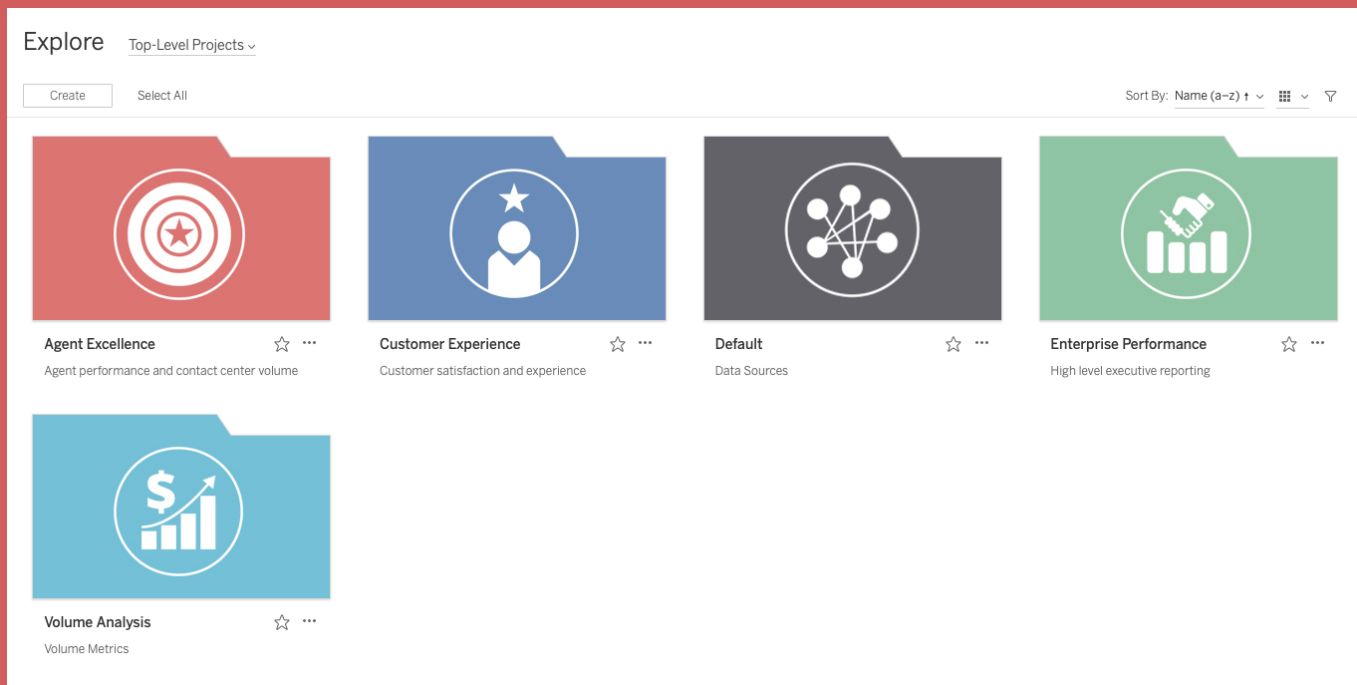 Explore Top-Level Projects
Create Select All Sort By: Name (a–z) ↑
Agent Excellence Customer Experience Default Enterprise Performance
Agent performance and contact center volume Customer satisfaction and experience Data Sources High level executive reporting
$
Volume Analysis
Volume Metrics